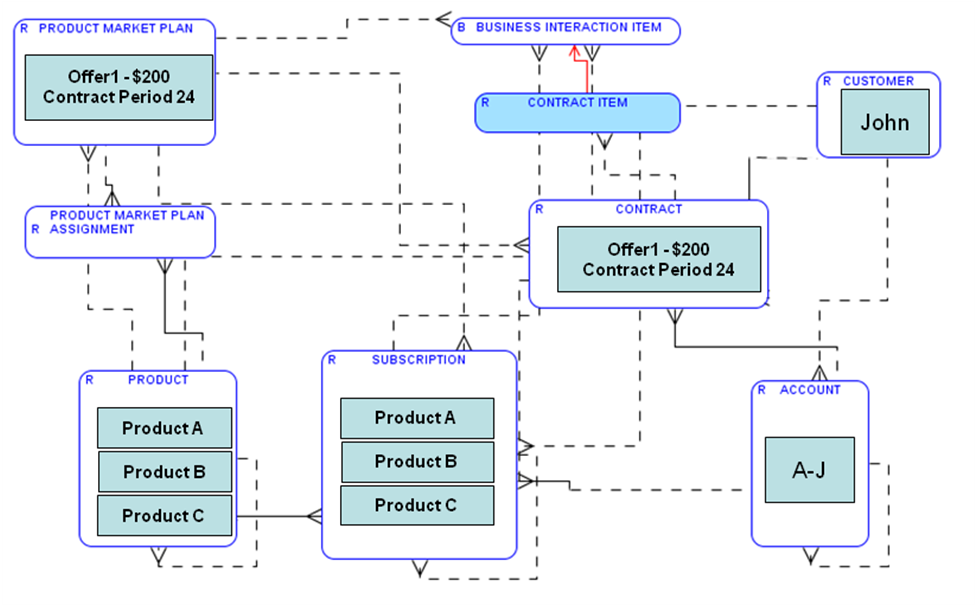 R PRODUCT MARKET PLAN
Offer1 - $200
Contract Period 24
B BUSINESS INTERACTION ITEM
R CONTRACT ITEM
R CUSTOMER
John
PRODUCT MARKET PLAN
R ASSIGNMENT
R CONTRACT
Offer1 - $200
Contract Period 24
R PRODUCT
Product A
Product B
Product C
R SUBSCRIPTION
Product A
Product B
Product C
R ACCOUNT
A-J